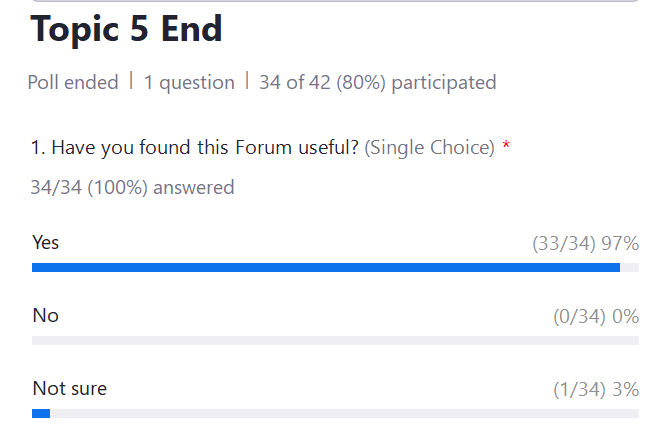 Topic 5 End
Poll ended | 1 question | 34 of 42 (80%) participated
1. Have you found this Forum useful? (Single Choice) *
34/34 (100%) answered
Yes (33/34) 97%
No (0/34) 0%
Not sure (1/34) 3%